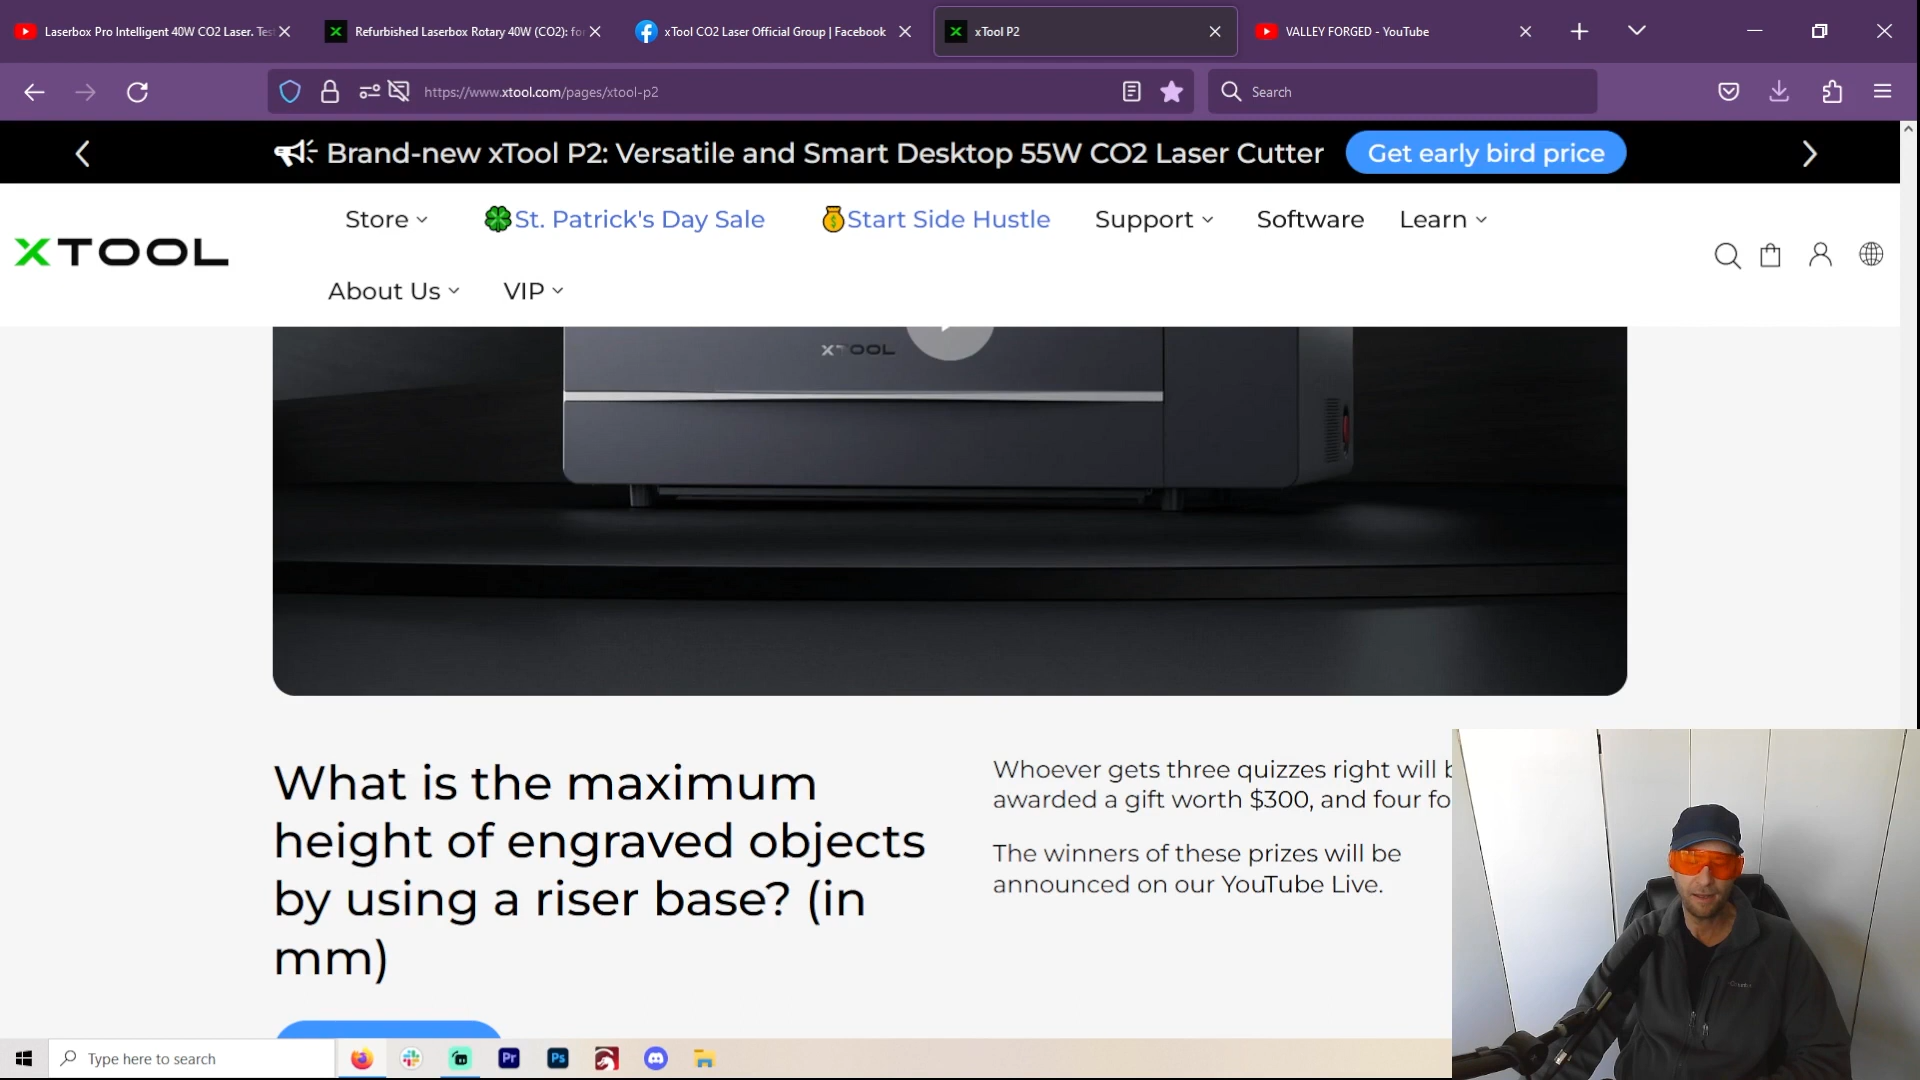 Laserbox Pro Intelligent 40W CO2 Laser. Tes
Refurbished Laserbox Rotary 40W (CO2): fo
xTool CO2 Laser Official Group | Facebook
xTool P2
VALLEY FORGED - YouTube
https://www.xtool.com/pages/xtool-p2
Search
Brand-new xTool P2: Versatile and Smart Desktop 55W CO2 Laser Cutter
Get early bird price
XTOOL
Store
St. Patrick's Day Sale
Start Side Hustle
Support
Software
Learn
About Us
VIP
XTOOL
What is the maximum
height of engraved objects
by using a riser base? (in
mm)
Whoever gets three quizzes right will b
awarded a gift worth $300, and four fo
The winners of these prizes will be
announced on our YouTube Live.
Type here to search
Pr
Ps